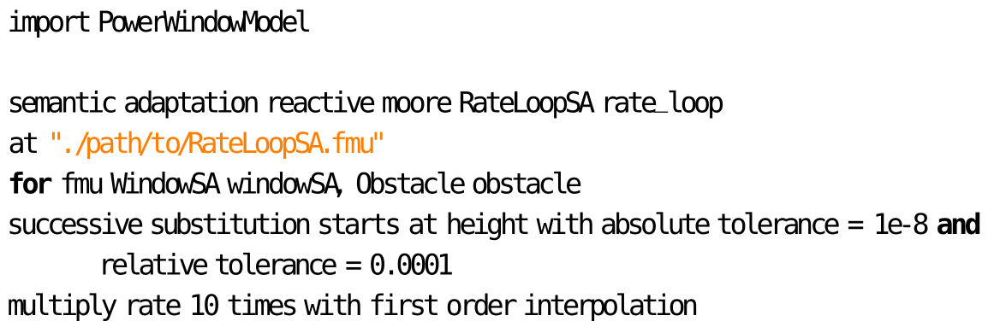 import PowerWindowModel
semantic adaptation reactive moore RateLoopSA rate_loop
at "./path/to/RateLoopSA.fmu"
for fmu WindowSA windowSA, Obstacle obstacle
successive substitution starts at height with absolute tolerance = 1e-8 and
relative tolerance = 0.0001
multiply rate 10 times with first order interpolation